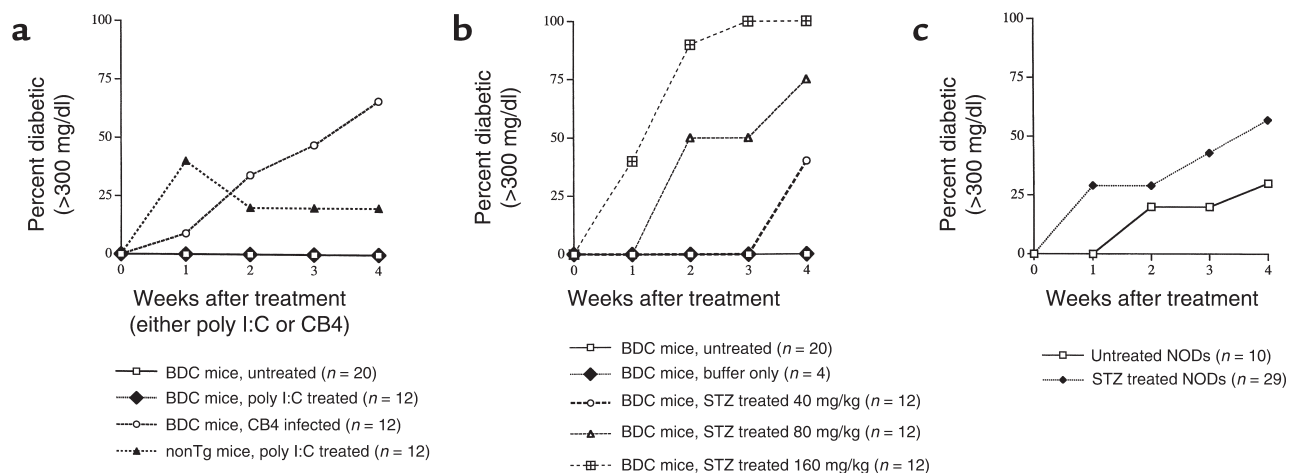 a
100
75
50
25
0
0 1 2 3 4
Percent diabetic
(>300 mg/dl)
Weeks after treatment
(either poly I:C or CB4)
BDC mice, untreated (n = 20)
BDC mice, poly I:C treated (n = 12)
BDC mice, CB4 infected (n = 12)
nonTg mice, poly I:C treated (n = 12)
b
100
75
50
25
0
0 1 2 3 4
Percent diabetic
(>300 mg/dl)
Weeks after treatment
BDC mice, untreated (n = 20)
BDC mice, buffer only (n = 4)
BDC mice, STZ treated 40 mg/kg (n = 12)
BDC mice, STZ treated 80 mg/kg (n = 12)
BDC mice, STZ treated 160 mg/kg (n = 12)
c
100
75
50
25
0
0 1 2 3 4
Percent diabetic
(>300 mg/dl)
Weeks after treatment
Untreated NODs (n = 10)
STZ treated NODs (n = 29)